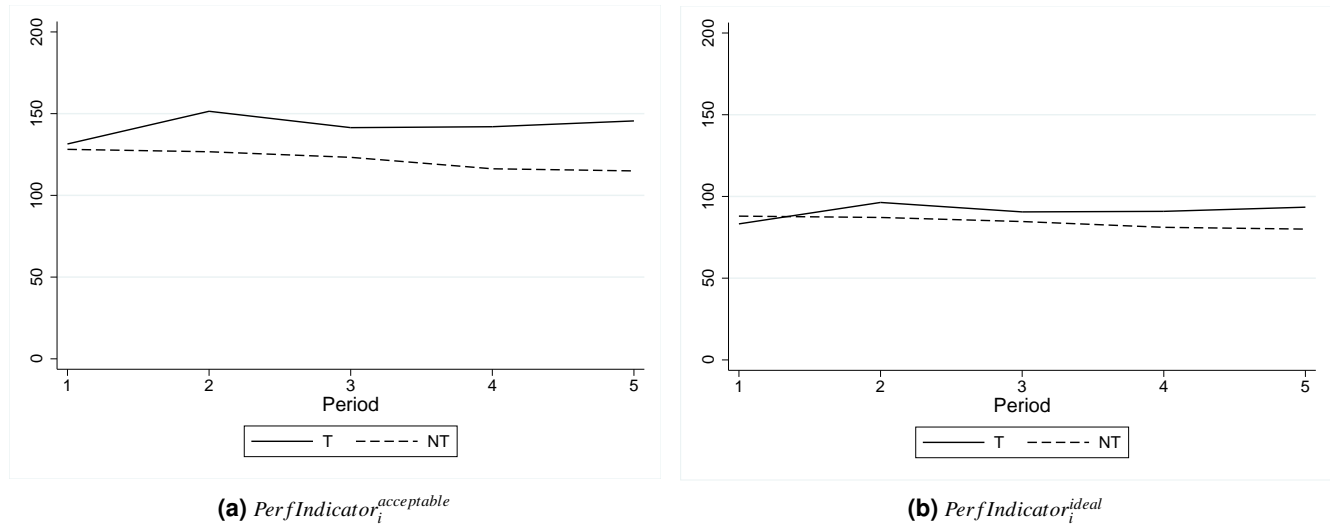 200
150
100
50
0
1 2 3 4 5
Period
T NT
(a) PerfIndicator_i^acceptable
200
150
100
50
0
1 2 3 4 5
Period
T NT
(b) PerfIndicator_i^ideal